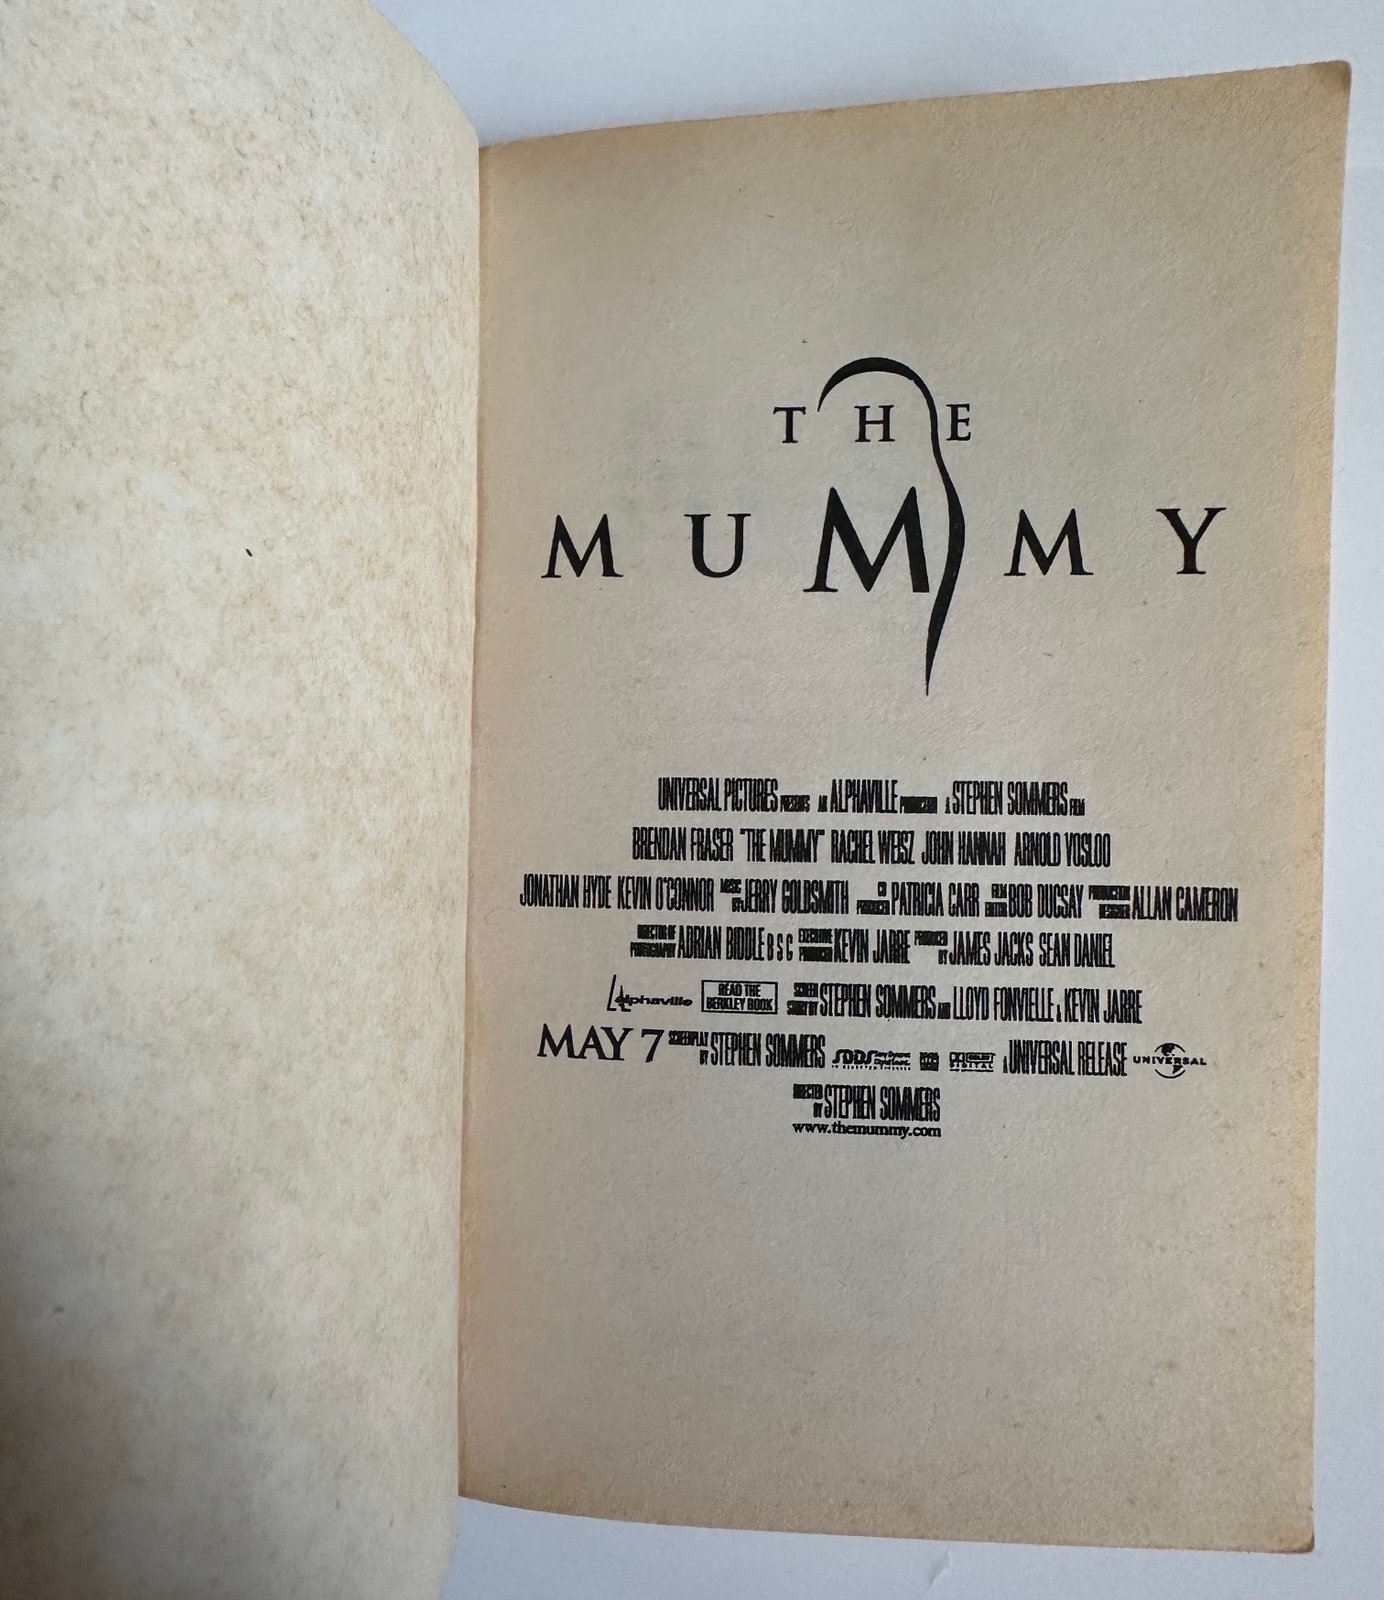 THE
MUMMY
UNIVERSAL PICTURES PRESENTS AN ALPHAVILLE PRODUCTION A STEPHEN SOMMERS FILM
BRENDAN FRASER "THE MUMMY" RACHEL WEISZ JOHN HANNAH ARNOLD VOSLOO
JONATHAN HYDE KEVIN O'CONNOR MUSIC BY JERRY GOLDSMITH CO PRODUCER PATRICIA CARR FILM EDITOR BOB DUCSAY PRODUCTION DESIGNER ALLAN CAMERON
DIRECTOR OF PHOTOGRAPHY ADRIAN BIDDLE B S C EXECUTIVE PRODUCER KEVIN JARRE PRODUCED BY JAMES JACKS SEAN DANIEL
alphaville READ THE BERKLEY BOOK SCREEN STORY BY STEPHEN SOMMERS AND LLOYD FONVIELLE & KEVIN JARRE
MAY 7 SCREENPLAY BY STEPHEN SOMMERS SDDS DIGITAL A UNIVERSAL RELEASE UNIVERSAL
DIRECTED BY STEPHEN SOMMERS
www.themummy.com